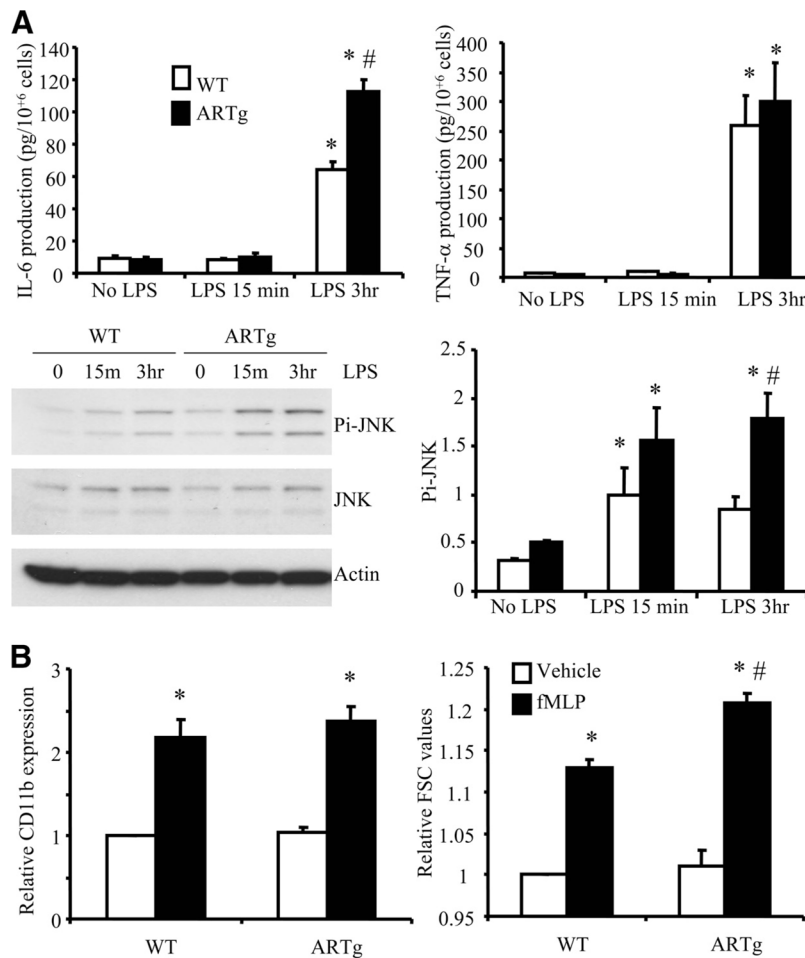 A
IL-6 production (pg/10+6 cells)
140
120
100
80
60
40
20
0
WT
ARTg
*
* #
No LPS
LPS 15 min
LPS 3hr
TNF-α production (pg/10+6 cells)
400
350
300
250
200
150
100
50
0
*
*
No LPS
LPS 15 min
LPS 3hr
WT
ARTg
0 15m 3hr 0 15m 3hr LPS
Pi-JNK
JNK
Actin
Pi-JNK
2.5
2
1.5
1
0.5
0
*
*
* #
No LPS
LPS 15 min
LPS 3hr
B
Relative CD11b expression
3
2
1
0
*
*
WT
ARTg
Relative FSC values
1.25
1.2
1.15
1.1
1.05
1
0.95
Vehicle
fMLP
*
* #
WT
ARTg